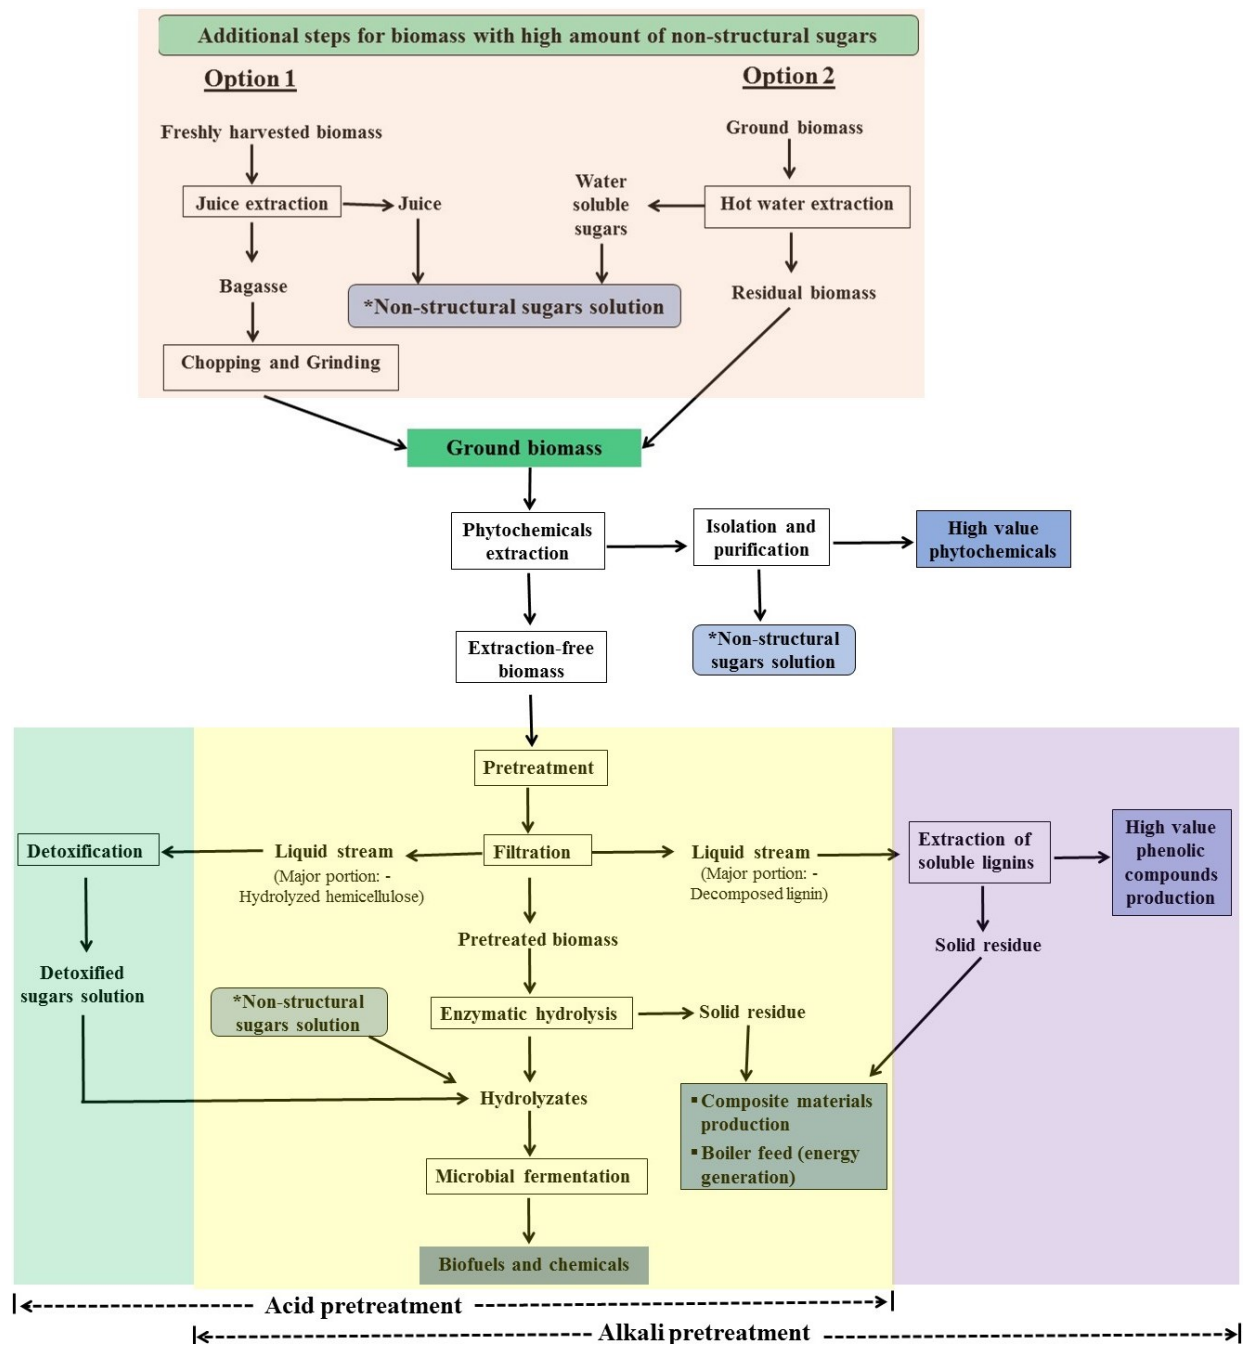 Additional steps for biomass with high amount of non-structural sugars
Option 1
Option 2
Freshly harvested biomass
Ground biomass
Juice extraction
Juice
Water
soluble
sugars
Hot water extraction
Bagasse
*Non-structural sugars solution
Residual biomass
Chopping and Grinding
Ground biomass
Phytochemicals
extraction
Isolation and
purification
High value
phytochemicals
Extraction-free
biomass
*Non-structural
sugars solution
Pretreatment
Detoxification
Liquid stream
(Major portion: -
Hydrolyzed hemicellulose)
Filtration
Liquid stream
(Major portion: -
Decomposed lignin)
Extraction of
soluble lignins
High value
phenolic
compounds
production
Pretreated biomass
Solid residue
Detoxified
sugars solution
*Non-structural
sugars solution
Enzymatic hydrolysis
Solid residue
Hydrolyzates
▪ Composite materials
production
▪ Boiler feed (energy
generation)
Microbial fermentation
Biofuels and chemicals
Acid pretreatment
Alkali pretreatment